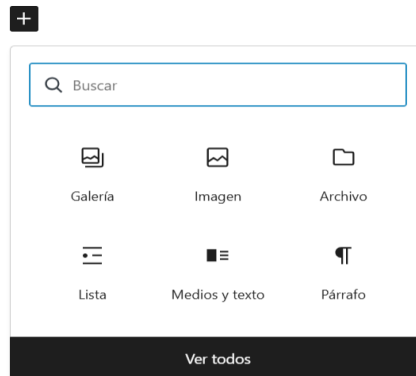 Buscar
Galería Imagen Archivo
Lista Medios y texto Párrafo
Ver todos